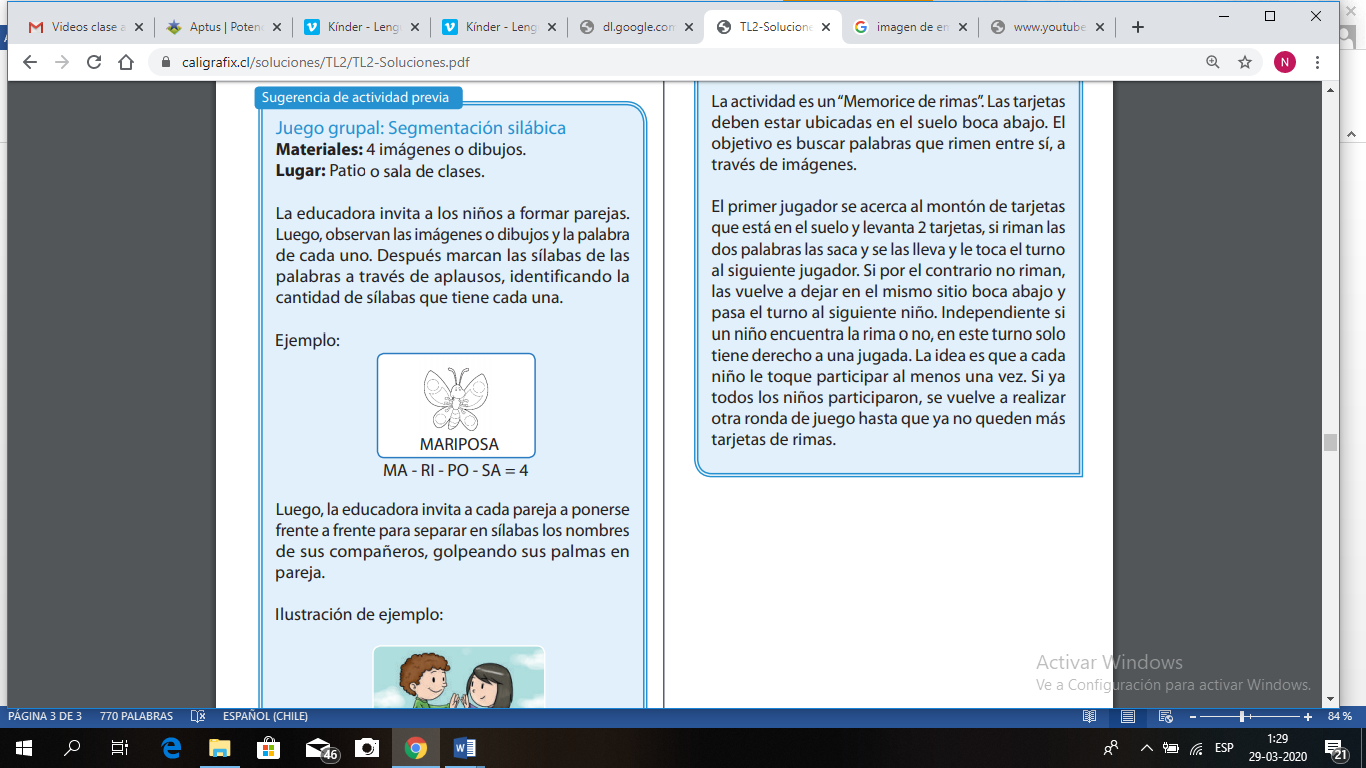 Videos clase a
Aptus | Poten
Kínder - Leng
Kínder - Leng
dl.google.com
TL2-Solucione
imagen de en
www.youtube
caligrafix.cl/soluciones/TL2/TL2-Soluciones.pdf
N
Sugerencia de actividad previa
Juego grupal: Segmentación silábica
Materiales: 4 imágenes o dibujos.
Lugar: Patio o sala de clases.
La educadora invita a los niños a formar parejas.
Luego, observan las imágenes o dibujos y la palabra
de cada uno. Después marcan las sílabas de las
palabras a través de aplausos, identificando la
cantidad de sílabas que tiene cada una.
Ejemplo:
MARIPOSA
MA - RI - PO - SA = 4
Luego, la educadora invita a cada pareja a ponerse
frente a frente para separar en sílabas los nombres
de sus compañeros, golpeando sus palmas en
pareja.
Ilustración de ejemplo:
La actividad es un “Memorice de rimas”. Las tarjetas
deben estar ubicadas en el suelo boca abajo. El
objetivo es buscar palabras que rimen entre sí, a
través de imágenes.
El primer jugador se acerca al montón de tarjetas
que está en el suelo y levanta 2 tarjetas, si riman las
dos palabras las saca y se las lleva y le toca el turno
al siguiente jugador. Si por el contrario no riman,
las vuelve a dejar en el mismo sitio boca abajo y
pasa el turno al siguiente niño. Independiente si
un niño encuentra la rima o no, en este turno solo
tiene derecho a una jugada. La idea es que a cada
niño le toque participar al menos una vez. Si ya
todos los niños participaron, se vuelve a realizar
otra ronda de juego hasta que ya no queden más
tarjetas de rimas.
Activar Windows
Ve a Configuración para activar Windows.
PÁGINA 3 DE 3 770 PALABRAS ESPAÑOL (CHILE) 84 %
46
ESP
1:29
29-03-2020
21